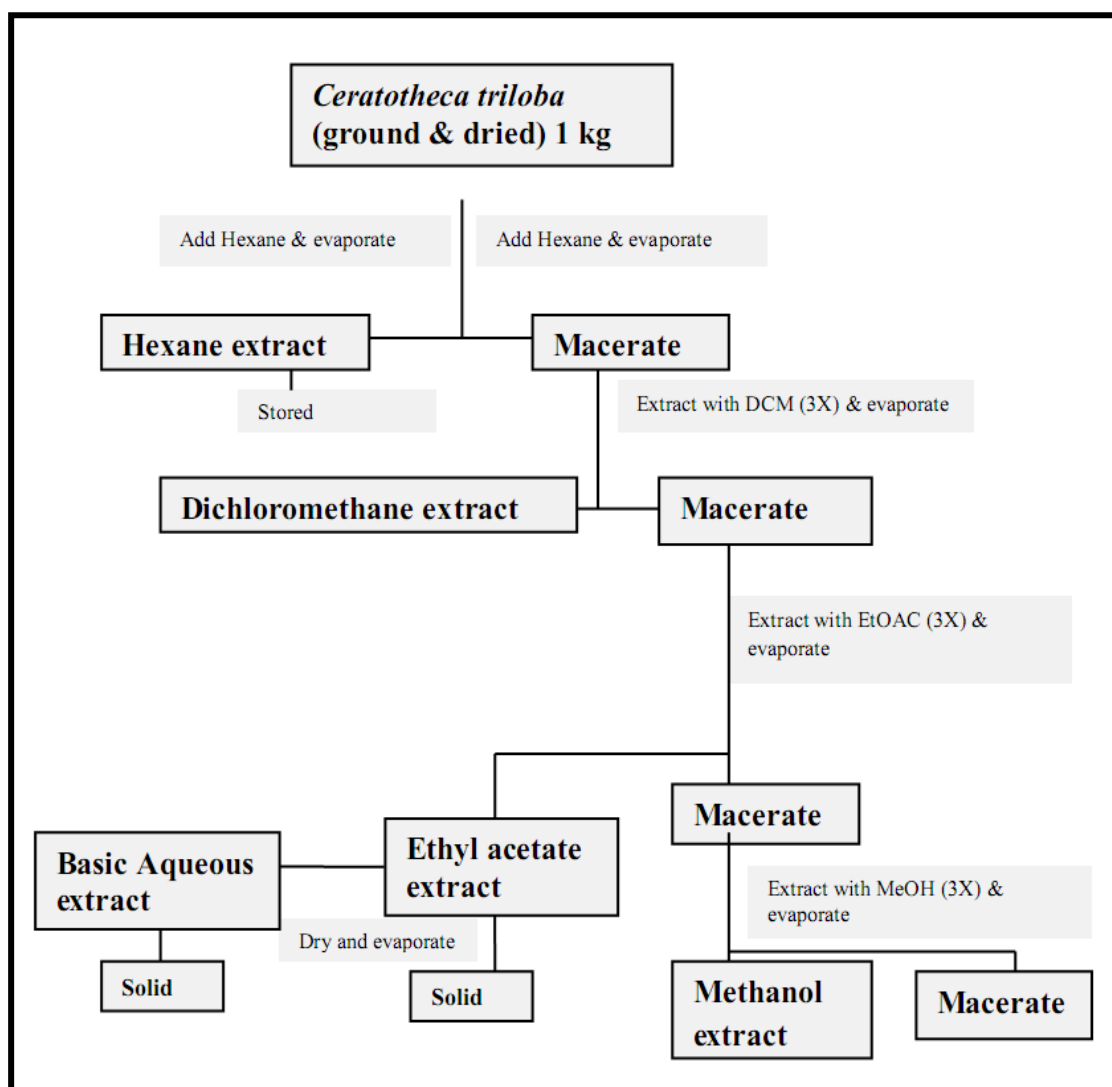 Ceratotheca triloba
(ground & dried) 1 kg
Add Hexane & evaporate
Add Hexane & evaporate
Hexane extract
Macerate
Stored
Extract with DCM (3X) & evaporate
Dichloromethane extract
Macerate
Extract with EtOAC (3X) &
evaporate
Macerate
Basic Aqueous
extract
Ethyl acetate
extract
Extract with MeOH (3X) &
evaporate
Dry and evaporate
Solid
Solid
Methanol
extract
Macerate